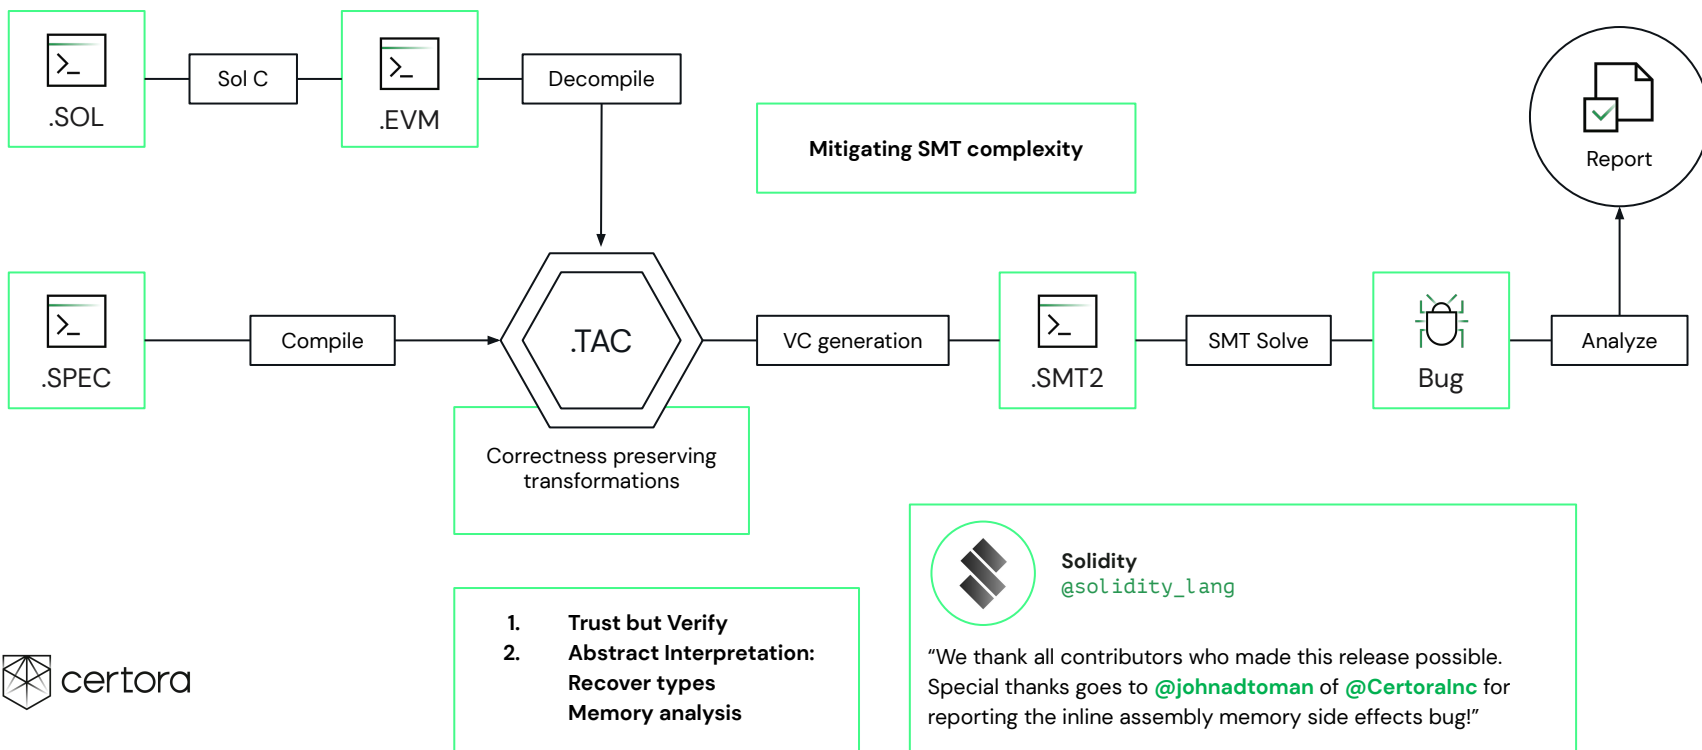 .SOL
Sol C
.EVM
Decompile
Mitigating SMT complexity
Report
.SPEC
Compile
.TAC
VC generation
.SMT2
SMT Solve
Bug
Analyze
Correctness preserving
transformations
1. Trust but Verify
2. Abstract Interpretation:
Recover types
Memory analysis
Solidity
@solidity_lang
“We thank all contributors who made this release possible.
Special thanks goes to @johnadtoman of @CertoraInc for
reporting the inline assembly memory side effects bug!”
certora